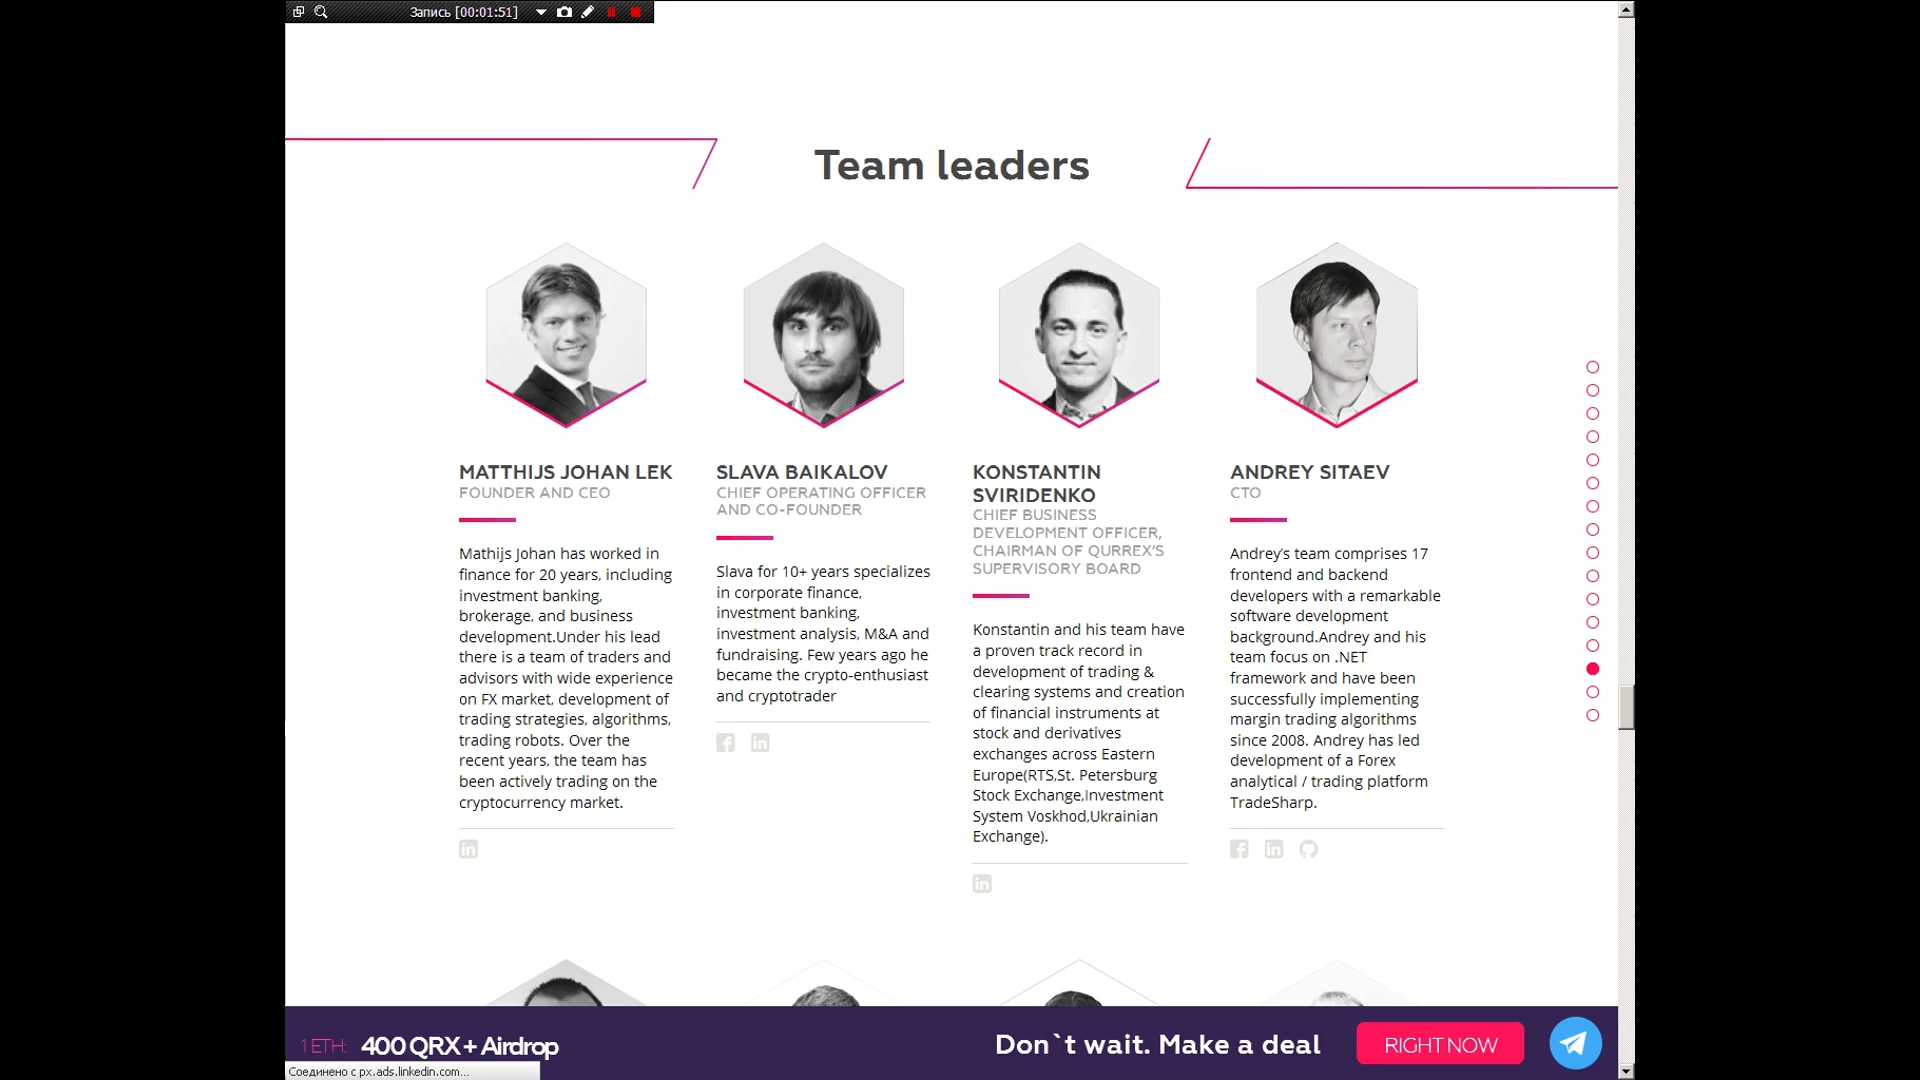 Запись [00:01:51]
Team leaders
MATTHIJS JOHAN LEK
FOUNDER AND CEO
Mathijs Johan has worked in
finance for 20 years, including
investment banking,
brokerage, and business
development.Under his lead
there is a team of traders and
advisors with wide experience
on FX market, development of
trading strategies, algorithms,
trading robots. Over the
recent years, the team has
been actively trading on the
cryptocurrency market.
SLAVA BAIKALOV
CHIEF OPERATING OFFICER
AND CO-FOUNDER
Slava for 10+ years specializes
in corporate finance,
investment banking,
investment analysis, M&A and
fundraising. Few years ago he
became the crypto-enthusiast
and cryptotrader
KONSTANTIN
SVIRIDENKO
CHIEF BUSINESS
DEVELOPMENT OFFICER,
CHAIRMAN OF QURREX'S
SUPERVISORY BOARD
Konstantin and his team have
a proven track record in
development of trading &
clearing systems and creation
of financial instruments at
stock and derivatives
exchanges across Eastern
Europe(RTS,St. Petersburg
Stock Exchange,Investment
System Voskhod,Ukrainian
Exchange).
ANDREY SITAEV
CTO
Andrey's team comprises 17
frontend and backend
developers with a remarkable
software development
background.Andrey and his
team focus on .NET
framework and have been
successfully implementing
margin trading algorithms
since 2008. Andrey has led
development of a Forex
analytical / trading platform
TradeSharp.
1 ETH: 400 QRX + Airdrop
Don`t wait. Make a deal
RIGHT NOW
Соединено с px.ads.linkedin.com...